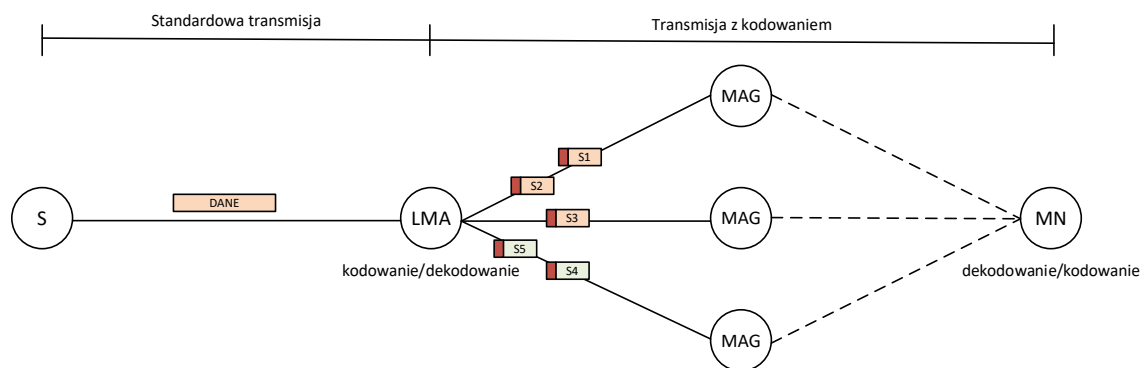 Standardowa transmisja
Transmisja z kodowaniem
MAG
S1
S2
DANE
S
LMA
S3
MAG
MN
S5
S4
kodowanie/dekodowanie
dekodowanie/kodowanie
MAG